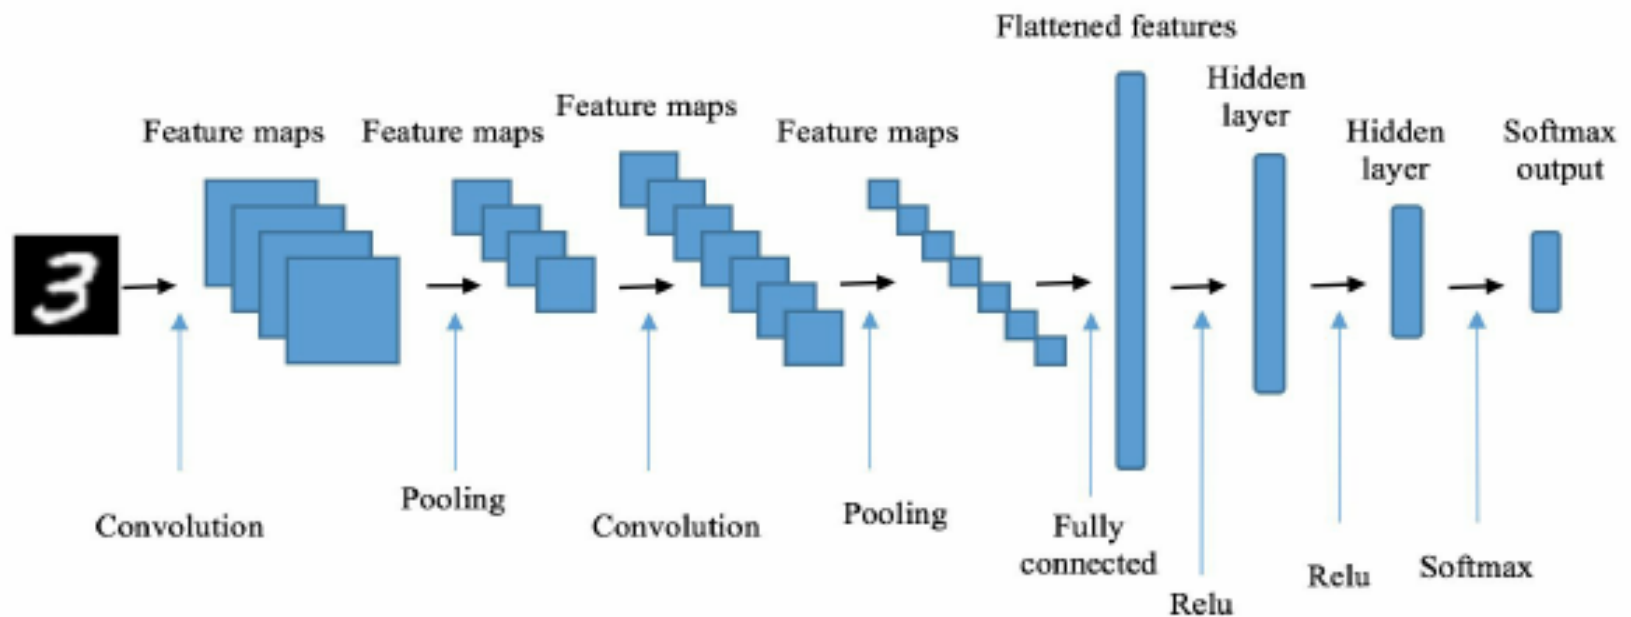 Flattened features
Hidden
layer
Feature maps
Feature maps
Feature maps
Feature maps
Hidden
layer
Softmax
output
3
Convolution
Pooling
Convolution
Pooling
Fully
connected
Relu
Relu
Softmax